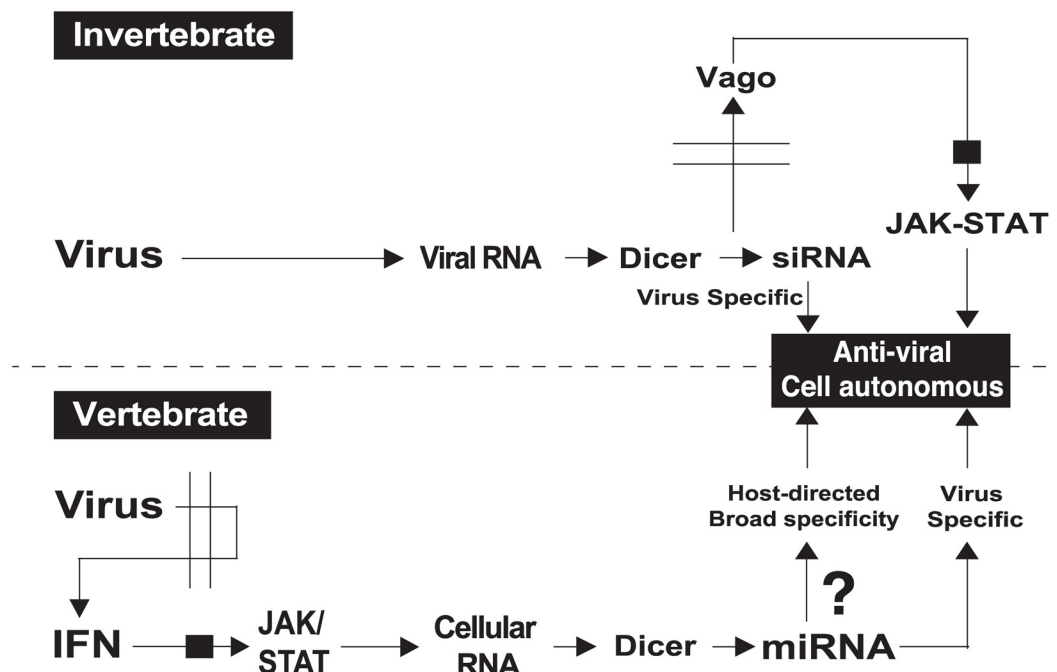 Invertebrate
Vago
JAK-STAT
Virus
Viral RNA
Dicer
siRNA
Virus Specific
Anti-viral
Cell autonomous
Vertebrate
Virus
Host-directed
Broad specificity
Virus
Specific
?
IFN
JAK/
STAT
Cellular
RNA
Dicer
miRNA